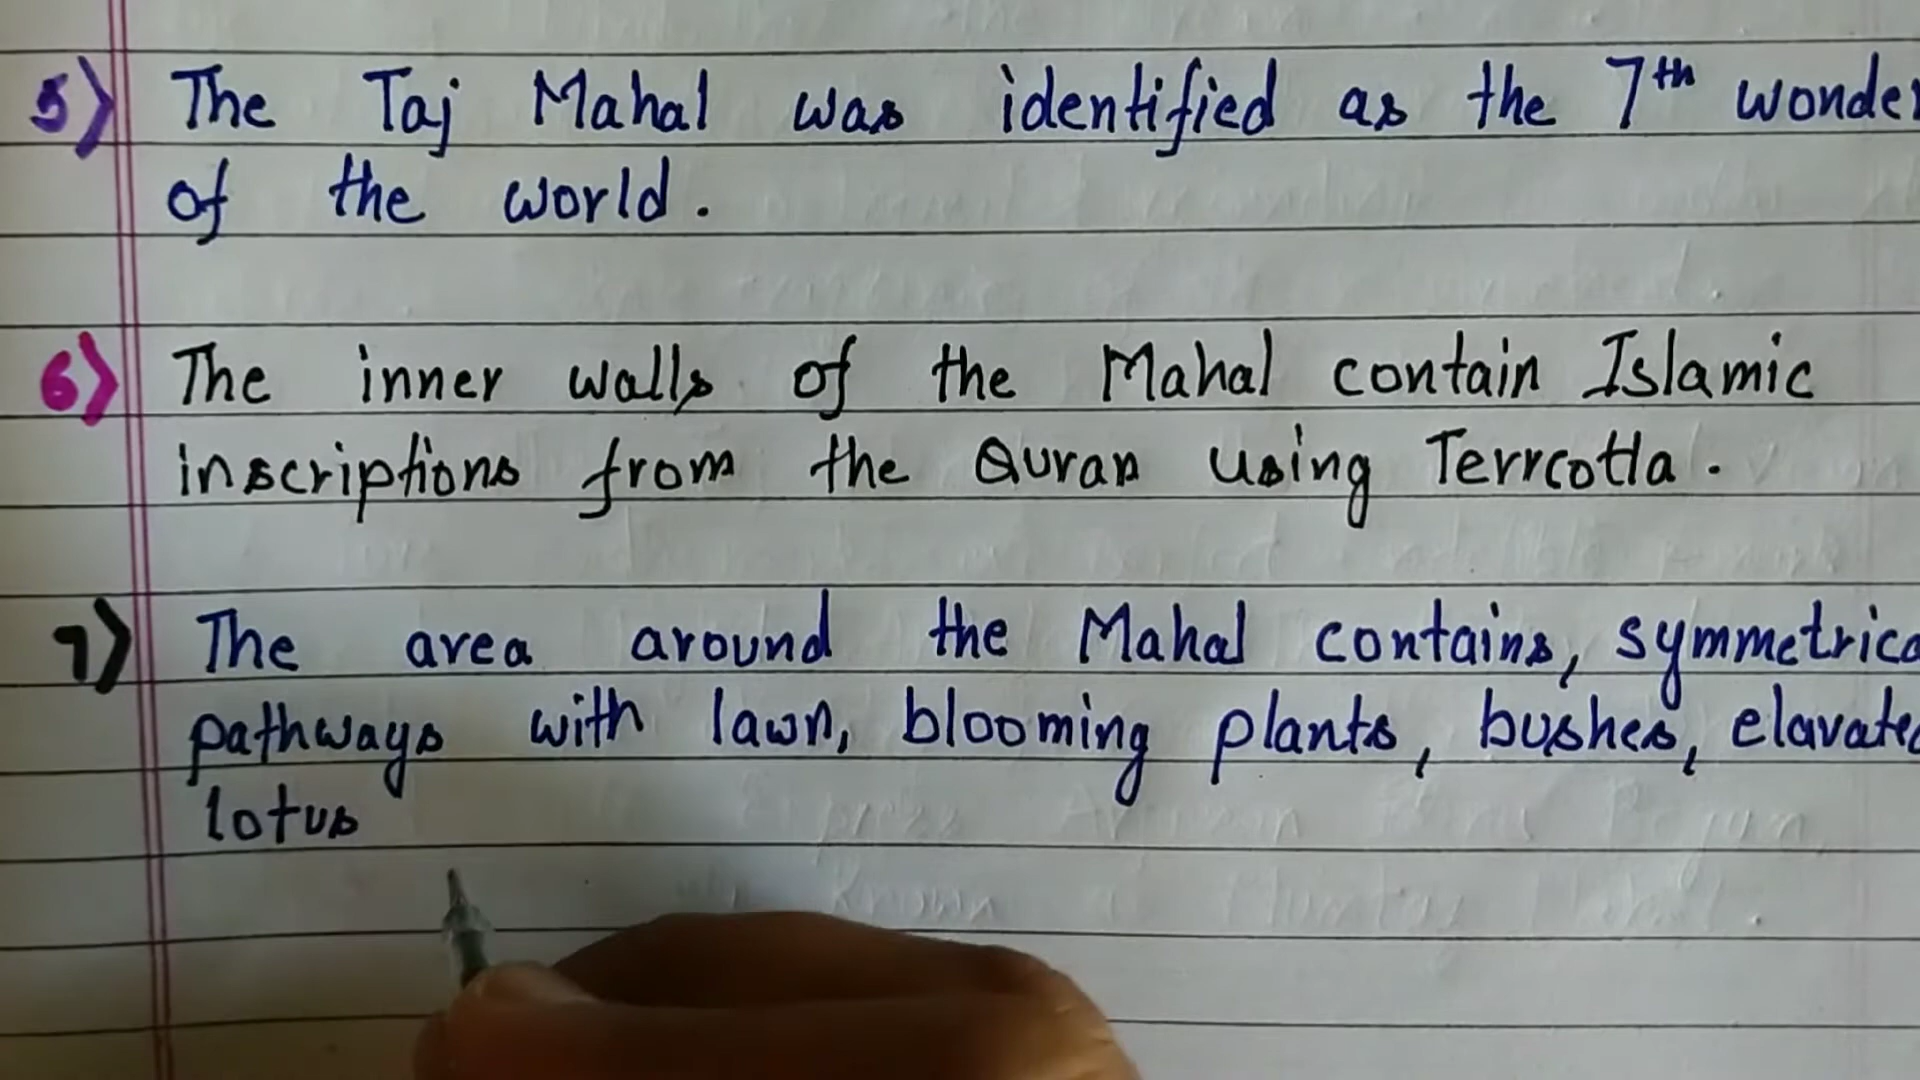 5) The Taj Mahal was identified as the 7th wonder
of the world.
6) The inner walls of the Mahal contain Islamic
inscriptions from the Quran using Terrcotta.
7) The area around the Mahal contains, symmetrica
pathways with lawn, blooming plants, bushes, elavated
lotus